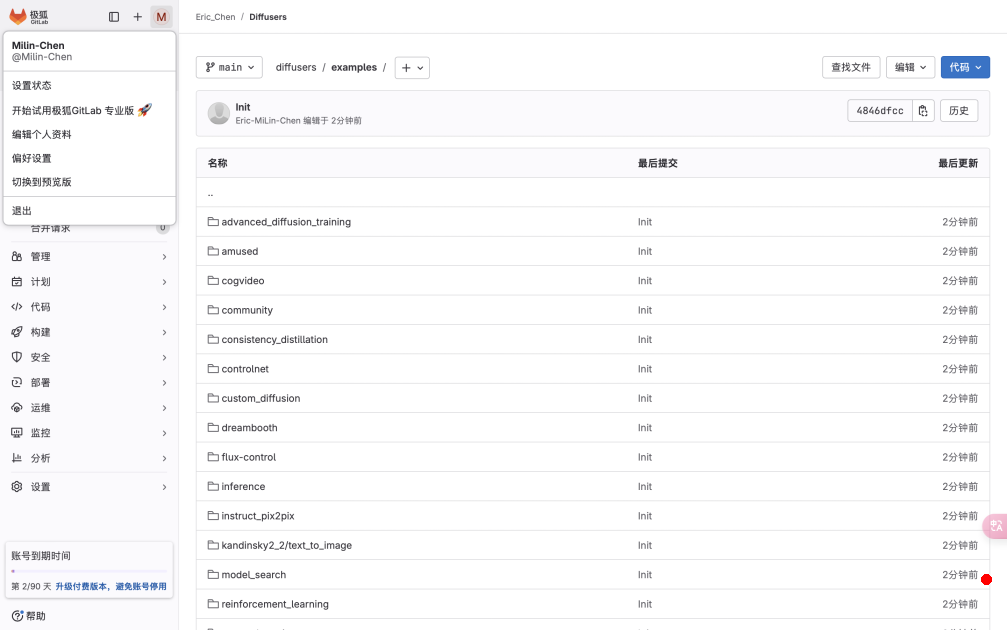 极狐
GitLab
M
Eric_Chen / Diffusers
Milin-Chen
@Milin-Chen
设置状态
开始试用极狐GitLab 专业版 🚀
编辑个人资料
偏好设置
切换到预览版
退出
合并请求 0
管理
计划
代码
构建
安全
部署
运维
监控
分析
设置
账号到期时间
第 2/90 天 升级付费版本，避免账号停用
帮助
main
diffusers / examples /
查找文件
编辑
代码
Init
Eric-MiLin-Chen 编辑于 2分钟前
4846dfcc
历史
名称 最后提交 最后更新
..
advanced_diffusion_training Init 2分钟前
amused Init 2分钟前
cogvideo Init 2分钟前
community Init 2分钟前
consistency_distillation Init 2分钟前
controlnet Init 2分钟前
custom_diffusion Init 2分钟前
dreambooth Init 2分钟前
flux-control Init 2分钟前
inference Init 2分钟前
instruct_pix2pix Init 2分钟前
kandinsky2_2/text_to_image Init 2分钟前
model_search Init 2分钟前
reinforcement_learning Init 2分钟前